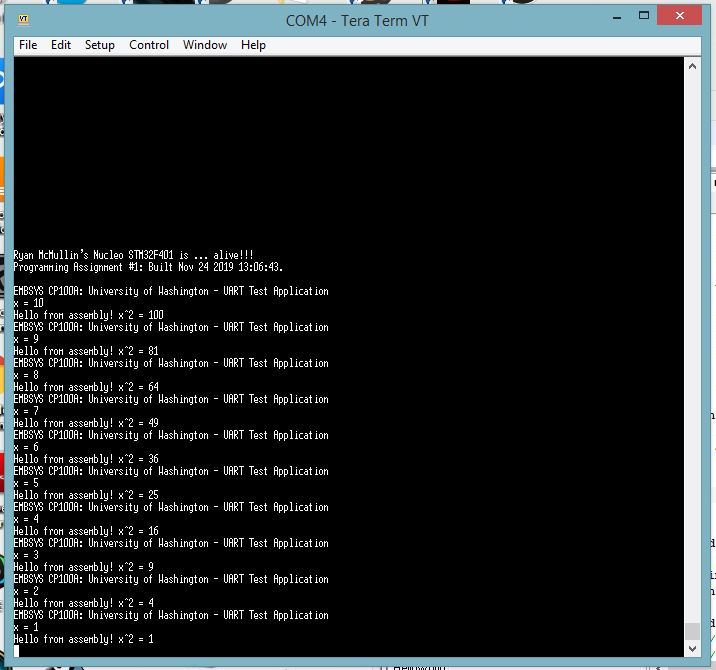 COM4 - Tera Term VT
File Edit Setup Control Window Help
Ryan McMullin's Nucleo STM32F401 is ... alive!!!
Programming Assignment #1: Built Nov 24 2019 13:06:43.
EMBSYS CP100A: University of Washington - UART Test Application
x = 10
Hello from assembly! x^2 = 100
EMBSYS CP100A: University of Washington - UART Test Application
x = 9
Hello from assembly! x^2 = 81
EMBSYS CP100A: University of Washington - UART Test Application
x = 8
Hello from assembly! x^2 = 64
EMBSYS CP100A: University of Washington - UART Test Application
x = 7
Hello from assembly! x^2 = 49
EMBSYS CP100A: University of Washington - UART Test Application
x = 6
Hello from assembly! x^2 = 36
EMBSYS CP100A: University of Washington - UART Test Application
x = 5
Hello from assembly! x^2 = 25
EMBSYS CP100A: University of Washington - UART Test Application
x = 4
Hello from assembly! x^2 = 16
EMBSYS CP100A: University of Washington - UART Test Application
x = 3
Hello from assembly! x^2 = 9
EMBSYS CP100A: University of Washington - UART Test Application
x = 2
Hello from assembly! x^2 = 4
EMBSYS CP100A: University of Washington - UART Test Application
x = 1
Hello from assembly! x^2 = 1